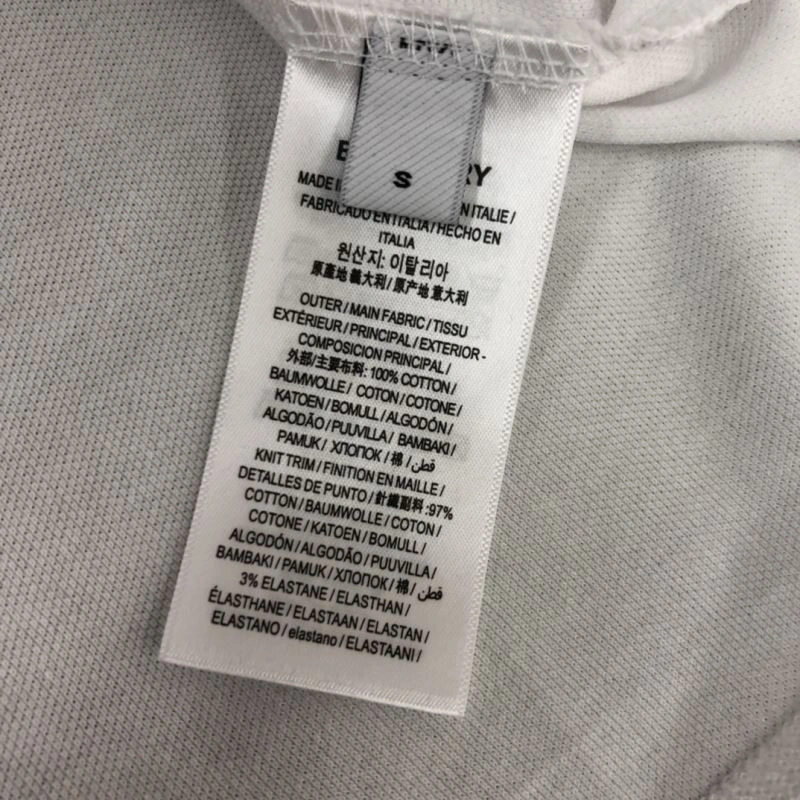 S
RY
MADE I N ITALIE /
FABRICADO EN ITALIA / HECHO EN
ITALIA
원산지: 이탈리아
原產地 義大利 / 原产地 意大利
OUTER / MAIN FABRIC / TISSU
EXTÉRIEUR / PRINCIPAL / EXTERIOR -
COMPOSICION PRINCIPAL /
外部/主要布料: 100% COTTON /
BAUMWOLLE / COTON / COTONE /
KATOEN / BOMULL / ALGODÓN /
ALGODÃO / PUUVILLA / BAMBAKI /
PAMUK / ХЛОПОК / 棉 / قطن
KNIT TRIM / FINITION EN MAILLE /
DETALLES DE PUNTO / 針織副料 :97%
COTTON / BAUMWOLLE / COTON /
COTONE / KATOEN / BOMULL /
ALGODÓN / ALGODÃO / PUUVILLA /
BAMBAKI / PAMUK / ХЛОПОК / 棉 / قطن
3% ELASTANE / ELASTHAN /
ÉLASTHANE / ELASTAAN / ELASTAN /
ELASTANO / elastano / ELASTAANI /